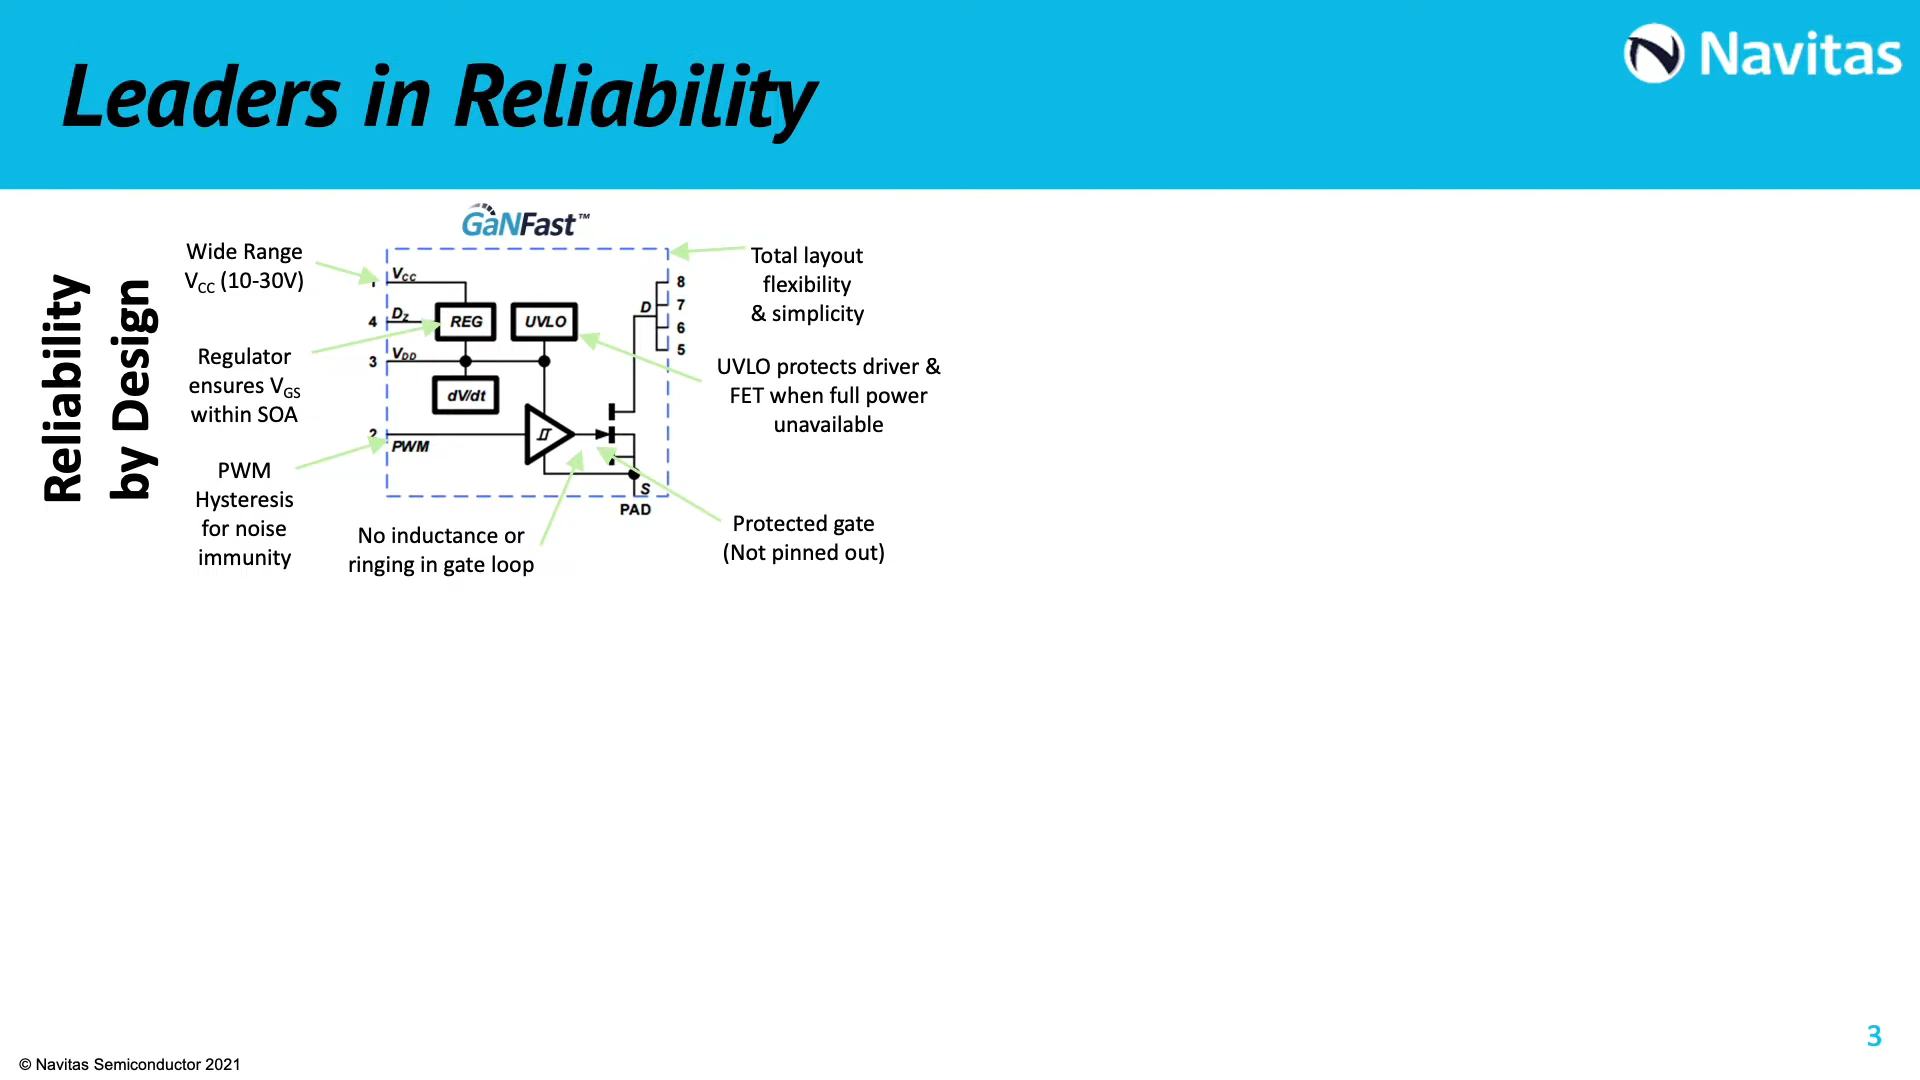 Leaders in Reliability
Navitas
Reliability
by Design
GaNFast™
Wide Range
VCC (10-30V)
Regulator
ensures VGS
within SOA
PWM
Hysteresis
for noise
immunity
No inductance or
ringing in gate loop
VCC
4
DZ
3
VDD
2
PWM
REG
UVLO
dV/dt
D
8
7
6
5
S
PAD
Total layout
flexibility
& simplicity
UVLO protects driver &
FET when full power
unavailable
Protected gate
(Not pinned out)
3
© Navitas Semiconductor 2021